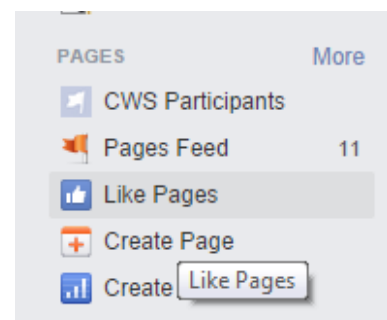 PAGES More
CWS Participants
Pages Feed 11
Like Pages
Create Page
Create
Like Pages